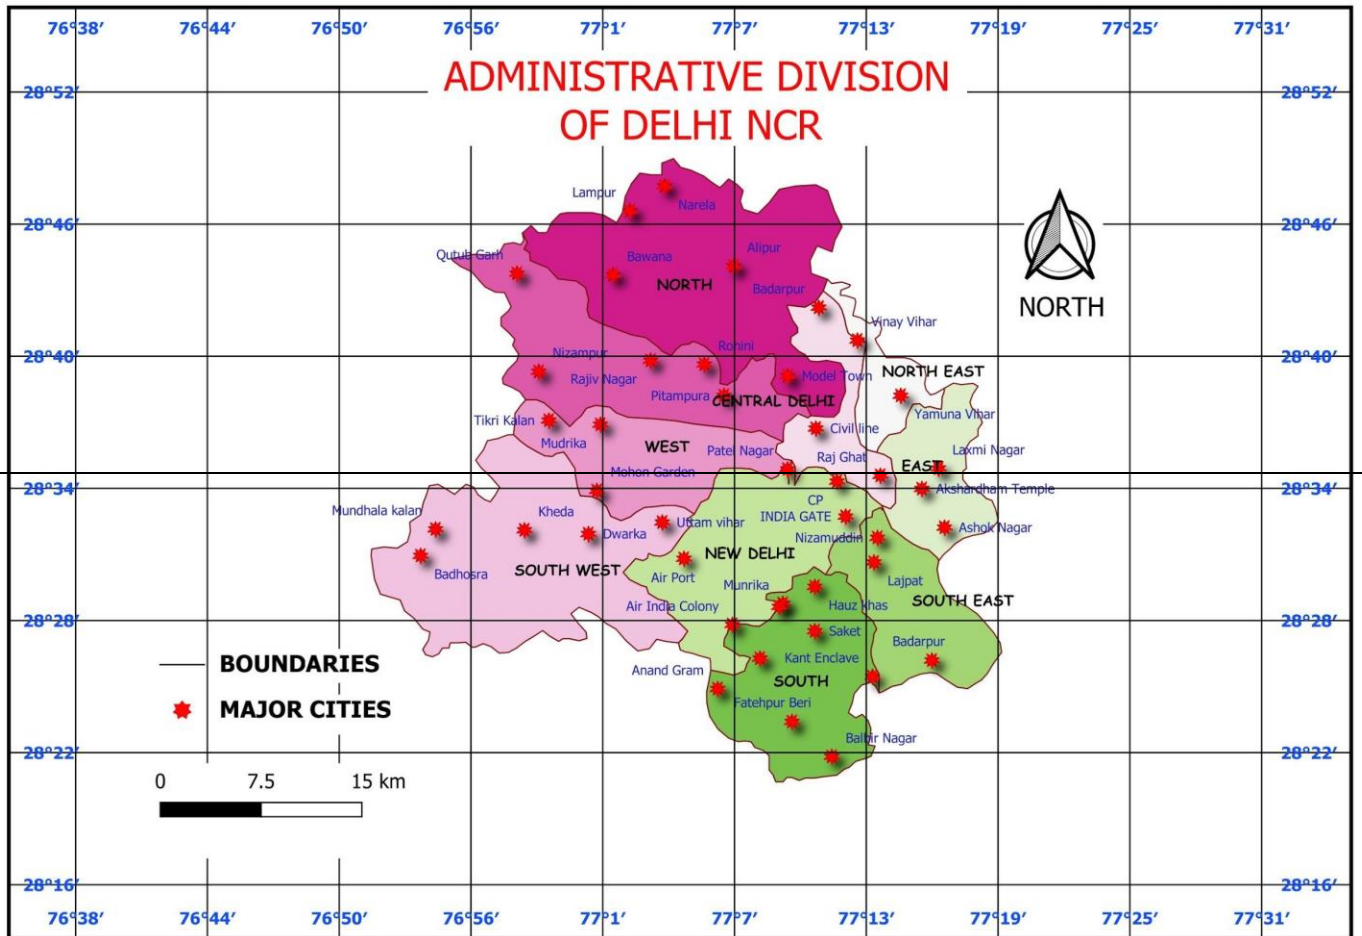 76°38′ 76°44′ 76°50′ 76°56′ 77°1′ 77°7′ 77°13′ 77°19′ 77°25′ 77°31′
ADMINISTRATIVE DIVISION
28°52′ 28°52′
OF DELHI NCR
Lampur
Narela
28°46′ 28°46′
Qutub Garh Bawana Alipur
NORTH
Badarpur
NORTH
Vinay Vihar
28°40′ 28°40′
Nizampur Rohini
Rajiv Nagar Model Town NORTH EAST
Pitampura CENTRAL DELHI
Yamuna Vihar
Tikri Kalan Civil line
Mudrika WEST Patel Nagar Raj Ghat Laxmi Nagar
Mohon Garden EAST
28°34′ Akshardham Temple 28°34′
CP
Mundhala kalan Kheda INDIA GATE
Uttam vihar Ashok Nagar
Dwarka Nizamuddin
NEW DELHI
Badhosra SOUTH WEST Air Port Munrika Lajpat
Air India Colony Hauz khas SOUTH EAST
28°28′ 28°28′
Saket
Badarpur
BOUNDARIES Anand Gram Kant Enclave
SOUTH
MAJOR CITIES Fatehpur Beri
Balbir Nagar
28°22′ 28°22′
0 7.5 15 km
28°16′ 28°16′
76°38′ 76°44′ 76°50′ 76°56′ 77°1′ 77°7′ 77°13′ 77°19′ 77°25′ 77°31′